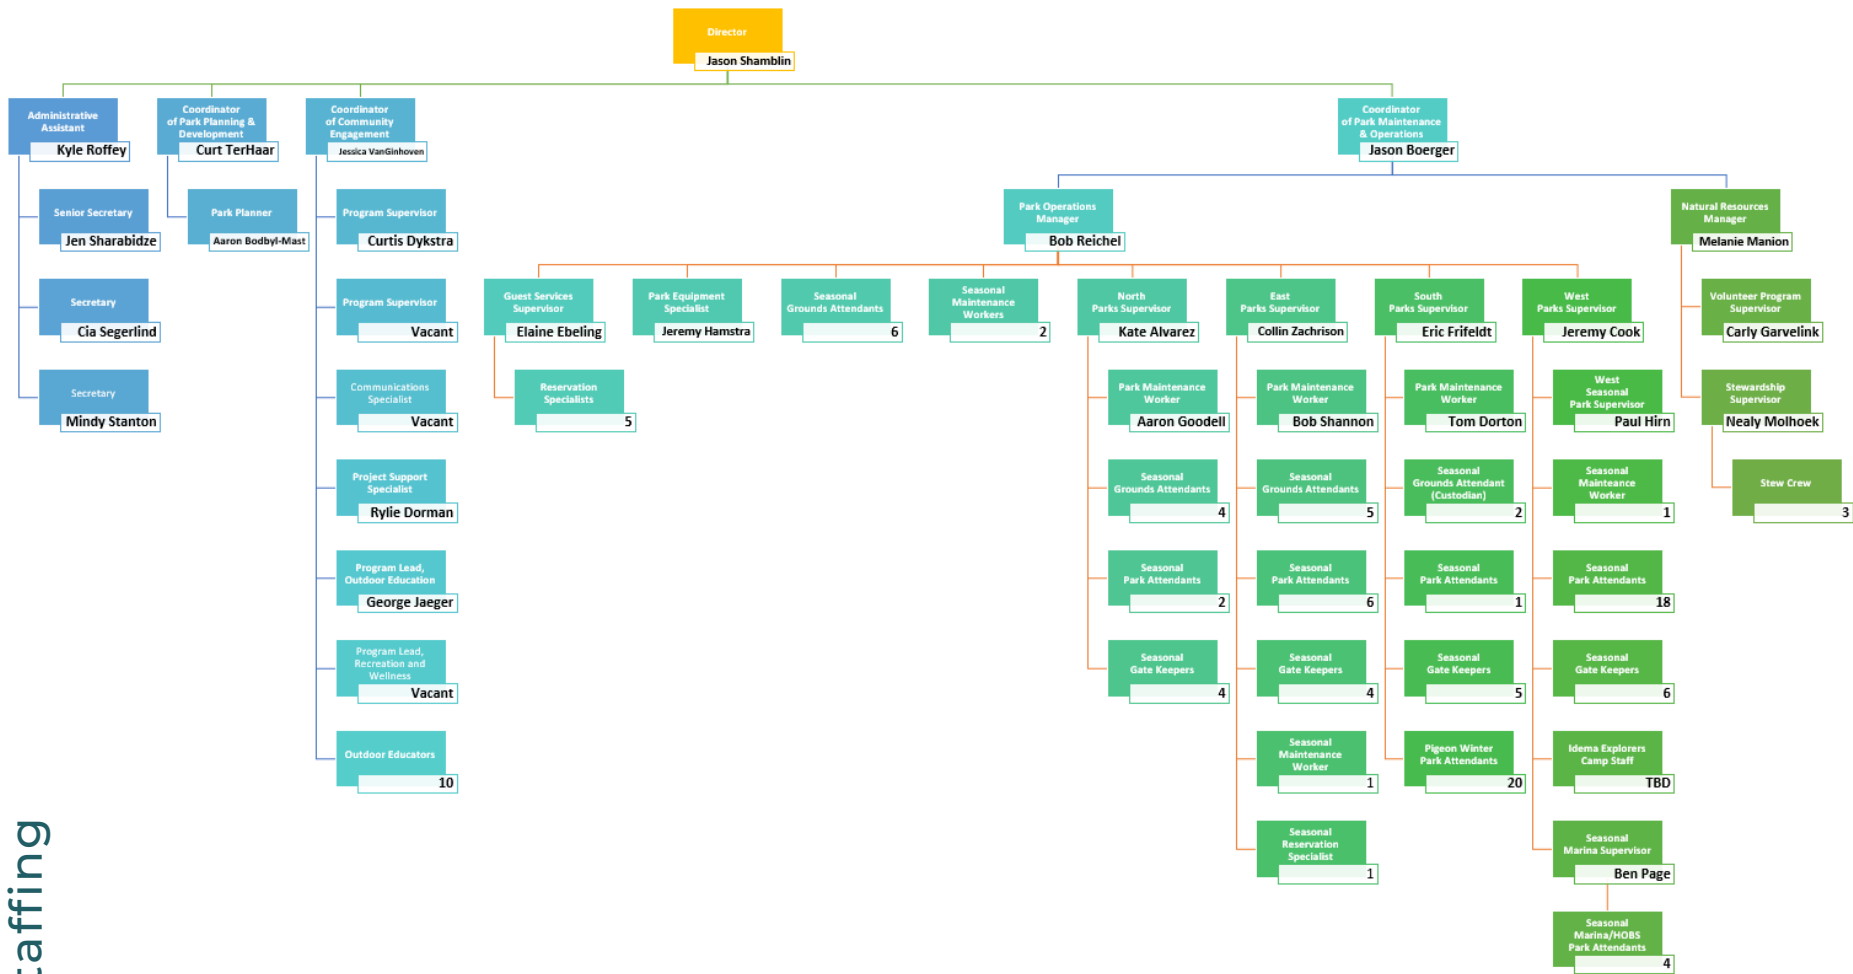 Director
Jason Shamblin
Administrative
Assistant
Kyle Roffey
Coordinator
of Park Planning &
Development
Curt TerHaar
Coordinator
of Community
Engagement
Jessica VanGinhoven
Coordinator
of Park Maintenance
& Operations
Jason Boerger
Senior Secretary
Jen Sharabidze
Secretary
Cia Segerlind
Secretary
Mindy Stanton
Park Planner
Aaron Bodbyl-Mast
Program Supervisor
Curtis Dykstra
Program Supervisor
Vacant
Communications
Specialist
Vacant
Project Support
Specialist
Rylie Dorman
Program Lead,
Outdoor Education
George Jaeger
Program Lead,
Recreation and
Wellness
Vacant
Outdoor Educators
10
Park Operations
Manager
Bob Reichel
Natural Resources
Manager
Melanie Manion
Guest Services
Supervisor
Elaine Ebeling
Reservation
Specialists
5
Park Equipment
Specialist
Jeremy Hamstra
Seasonal
Grounds Attendants
6
Seasonal
Maintenance
Workers
2
North
Parks Supervisor
Kate Alvarez
Park Maintenance
Worker
Aaron Goodell
Seasonal
Grounds Attendants
4
Seasonal
Park Attendants
2
Seasonal
Gate Keepers
4
East
Parks Supervisor
Collin Zachrison
Park Maintenance
Worker
Bob Shannon
Seasonal
Grounds Attendants
5
Seasonal
Park Attendants
6
Seasonal
Gate Keepers
4
Seasonal
Maintenance
Worker
1
Seasonal
Reservation
Specialist
1
South
Parks Supervisor
Eric Frifeldt
Park Maintenance
Worker
Tom Dorton
Seasonal
Grounds Attendant
(Custodian)
2
Seasonal
Park Attendants
1
Seasonal
Gate Keepers
5
Pigeon Winter
Park Attendants
20
West
Parks Supervisor
Jeremy Cook
West
Seasonal
Park Supervisor
Paul Hirn
Seasonal
Mainteance
Worker
1
Seasonal
Park Attendants
18
Seasonal
Gate Keepers
6
Idema Explorers
Camp Staff
TBD
Seasonal
Marina Supervisor
Ben Page
Seasonal
Marina/HOBS
Park Attendants
4
Volunteer Program
Supervisor
Carly Garvelink
Stewardship
Supervisor
Nealy Molhoek
Stew Crew
3
taffing